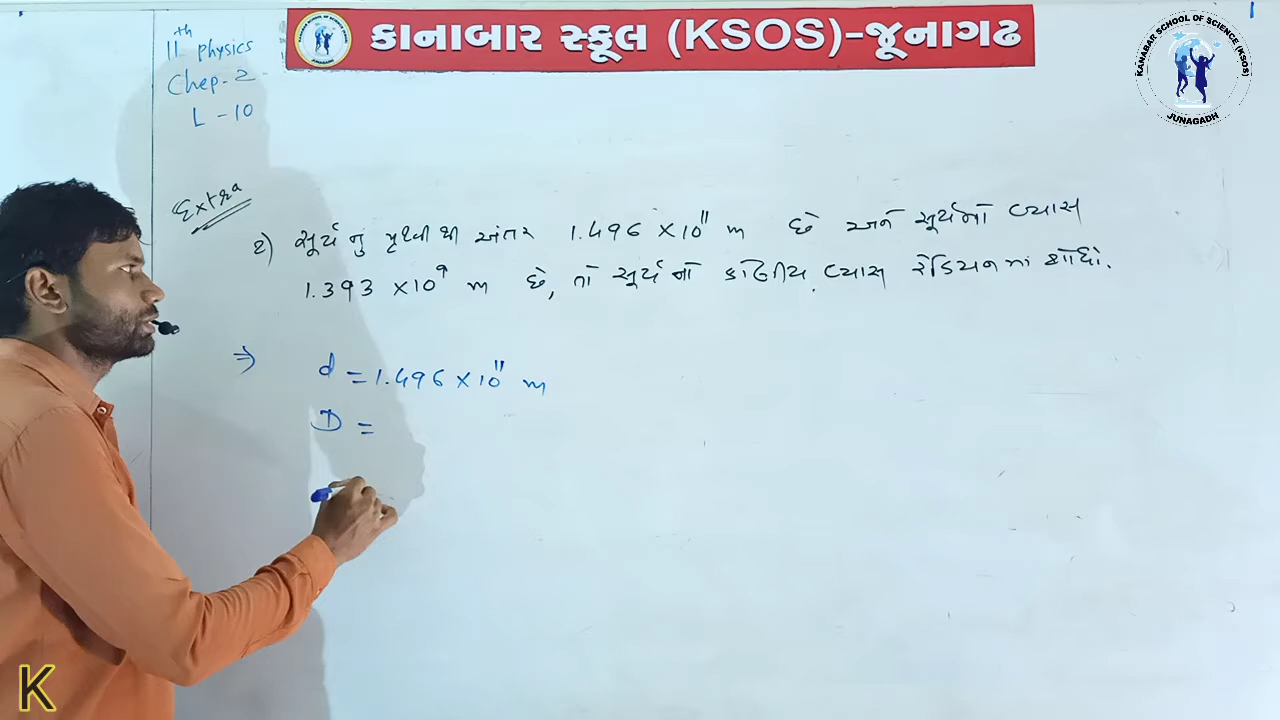 કાનાબાર સ્કૂલ (KSOS)-જૂનાગઢ
KANABAR SCHOOL OF SCIENCE (KSOS)
JUNAGADH
11th physics
Chep-2
L-10
Extra
૨) સૂર્ય નું પૃથ્વી થી અંતર 1.496 × 10¹¹ m છે અને સૂર્યનો વ્યાસ
1.393 × 10⁹ m છે, તો સૂર્ય નો કોણીય વ્યાસ રેડિયનમાં શોધો.
⇒ d = 1.496 × 10¹¹ m
D =
K